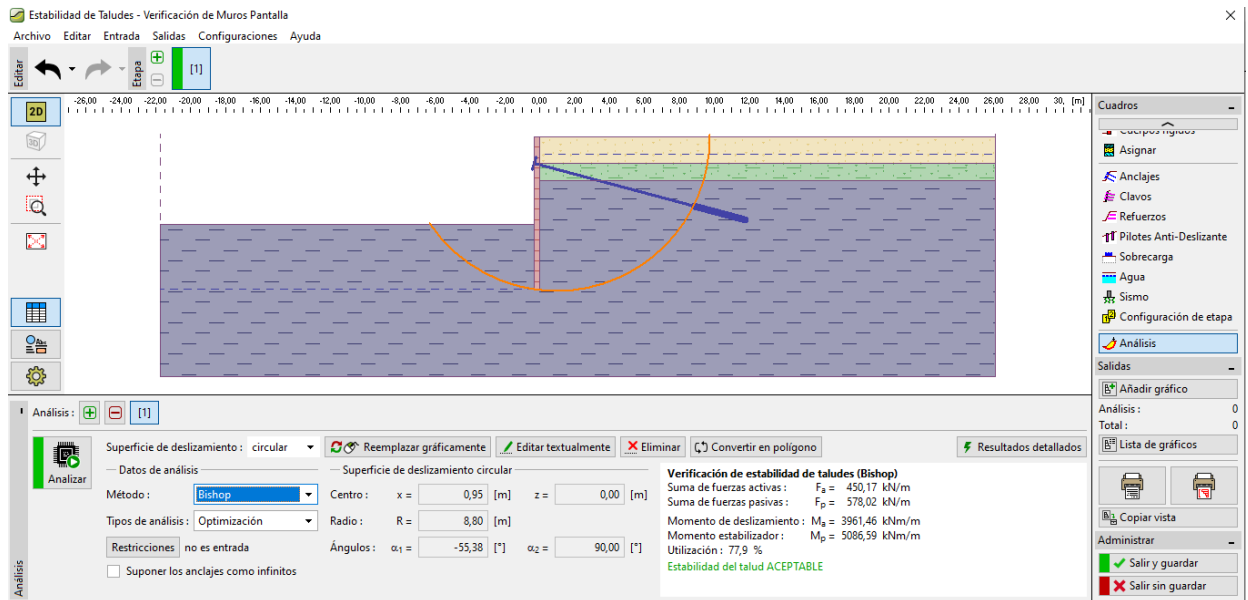 Estabilidad de Taludes - Verificación de Muros Pantalla
Archivo Editar Entrada Salidas Configuraciones Ayuda
Editar
Etapa
[1]
-26,00 -24,00 -22,00 -20,00 -18,00 -16,00 -14,00 -12,00 -10,00 -8,00 -6,00 -4,00 -2,00 0,00 2,00 4,00 6,00 8,00 10,00 12,00 14,00 16,00 18,00 20,00 22,00 24,00 26,00 28,00 30, [m]
2D
3D
Cuadros
Cuerpos rígidos
Asignar
Anclajes
Clavos
Refuerzos
Pilotes Anti-Deslizante
Sobrecarga
Agua
Sismo
Configuración de etapa
Análisis
Salidas
Añadir gráfico
Análisis : 0
Total : 0
Lista de gráficos
Copiar vista
Administrar
Salir y guardar
Salir sin guardar
Análisis
Análisis : [1]
Analizar
Superficie de deslizamiento : circular Reemplazar gráficamente Editar textualmente Eliminar Convertir en polígono Resultados detallados
Datos de análisis
Método : Bishop
Tipos de análisis : Optimización
Restricciones no es entrada
Suponer los anclajes como infinitos
Superficie de deslizamiento circular
Centro : x = 0,95 [m] z = 0,00 [m]
Radio : R = 8,80 [m]
Ángulos : α1 = -55,38 [°] α2 = 90,00 [°]
Verificación de estabilidad de taludes (Bishop)
Suma de fuerzas activas : Fa = 450,17 kN/m
Suma de fuerzas pasivas : Fp = 578,02 kN/m
Momento de deslizamiento : Ma = 3961,46 kNm/m
Momento estabilizador : Mp = 5086,59 kNm/m
Utilización : 77,9 %
Estabilidad del talud ACEPTABLE